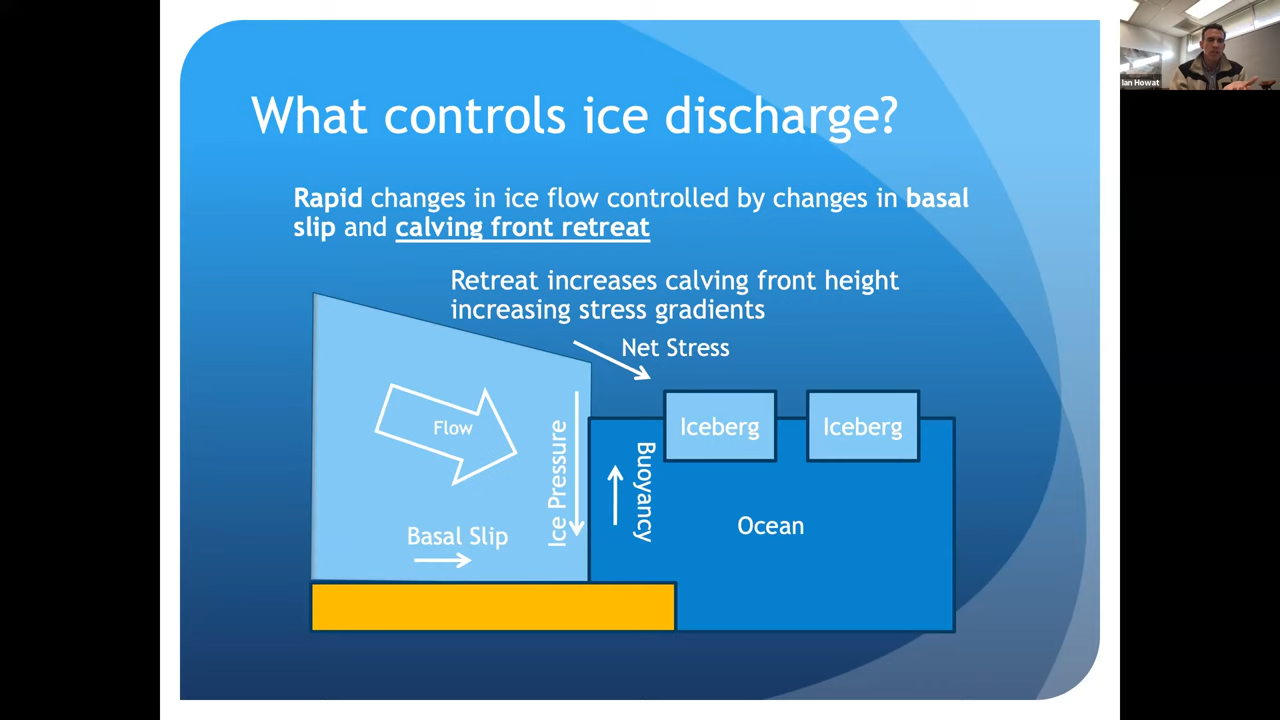 What controls ice discharge?
Rapid changes in ice flow controlled by changes in basal
slip and calving front retreat
Retreat increases calving front height
increasing stress gradients
Net Stress
Flow
Ice Pressure
Buoyancy
Iceberg
Iceberg
Basal Slip
Ocean
Ian Howat